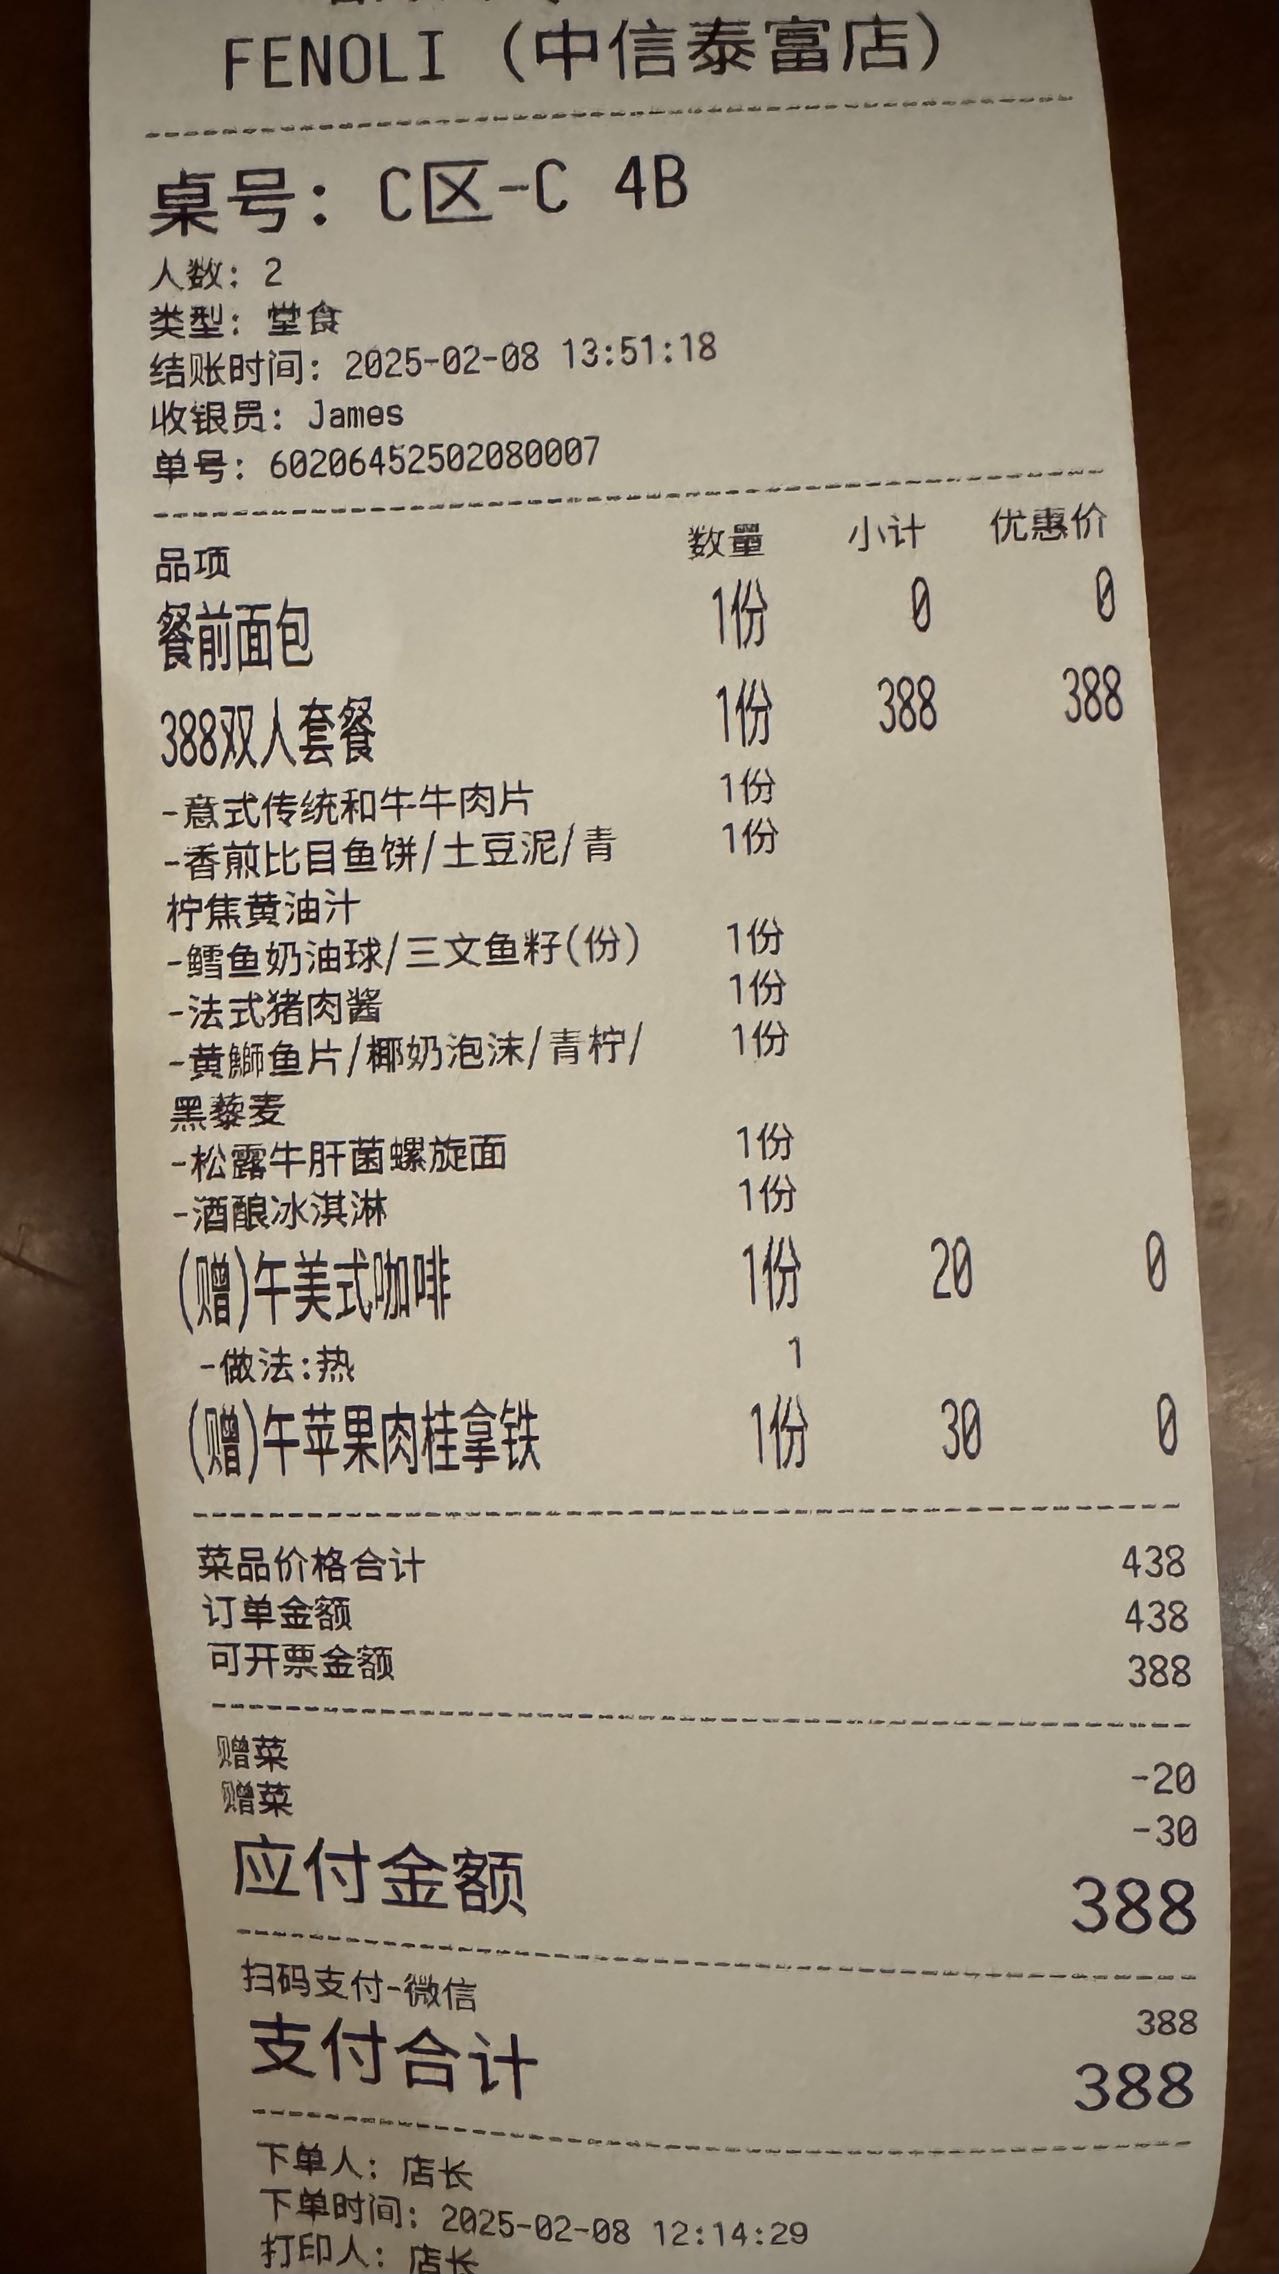 FENOLI (中信泰富店)
桌号: C区-C 4B
人数: 2
类型: 堂食
结账时间: 2025-02-08 13:51:18
收银员: James
单号: 60206452502080007
品项 数量 小计 优惠价
餐前面包 1份 0 0
388双人套餐 1份 388 388
-意式传统和牛牛肉片 1份
-香煎比目鱼饼/土豆泥/青 1份
柠焦黄油汁
-鳕鱼奶油球/三文鱼籽(份) 1份
-法式猪肉酱 1份
-黄鰤鱼片/椰奶泡沫/青柠/ 1份
黑藜麦
-松露牛肝菌螺旋面 1份
-酒酿冰淇淋 1份
(赠)午美式咖啡 1份 20 0
-做法:热 1
(赠)午苹果肉桂拿铁 1份 30 0
菜品价格合计 438
订单金额 438
可开票金额 388
赠菜 -20
赠菜 -30
应付金额 388
扫码支付-微信 388
支付合计 388
下单人: 店长
下单时间: 2025-02-08 12:14:29
打印人: 店长